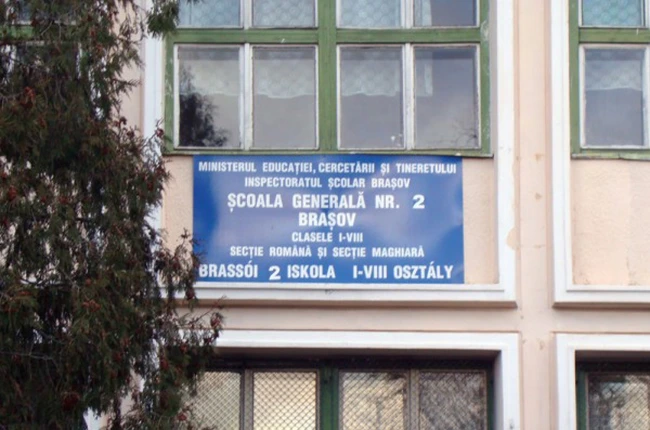 MINISTERUL EDUCAȚIEI, CERCETĂRII ȘI TINERETULUI
INSPECTORATUL ȘCOLAR BRAȘOV
ȘCOALA GENERALĂ NR. 2
BRAȘOV
CLASELE I-VIII
SECȚIE ROMÂNĂ ȘI SECȚIE MAGHIARĂ
BRASSÓI 2 ISKOLA I-VIII OSZTÁLY